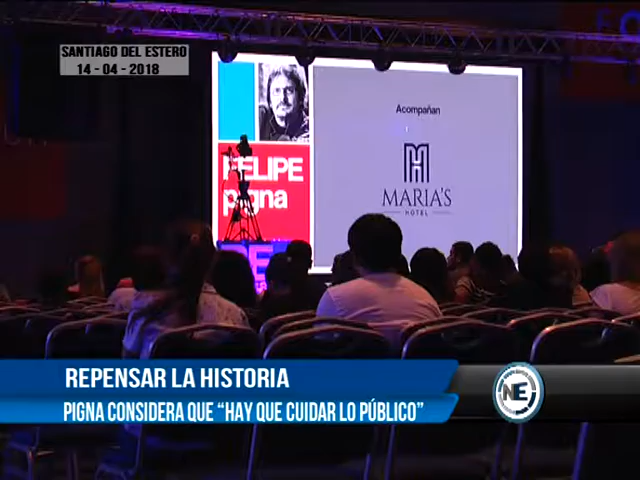 SANTIAGO DEL ESTERO
14 - 04 - 2018
Acompañan
FELIPE
pigna
MARIA'S
HOTEL
REPENSAR LA HISTORIA
PIGNA CONSIDERA QUE “HAY QUE CUIDAR LO PÚBLICO”
NE